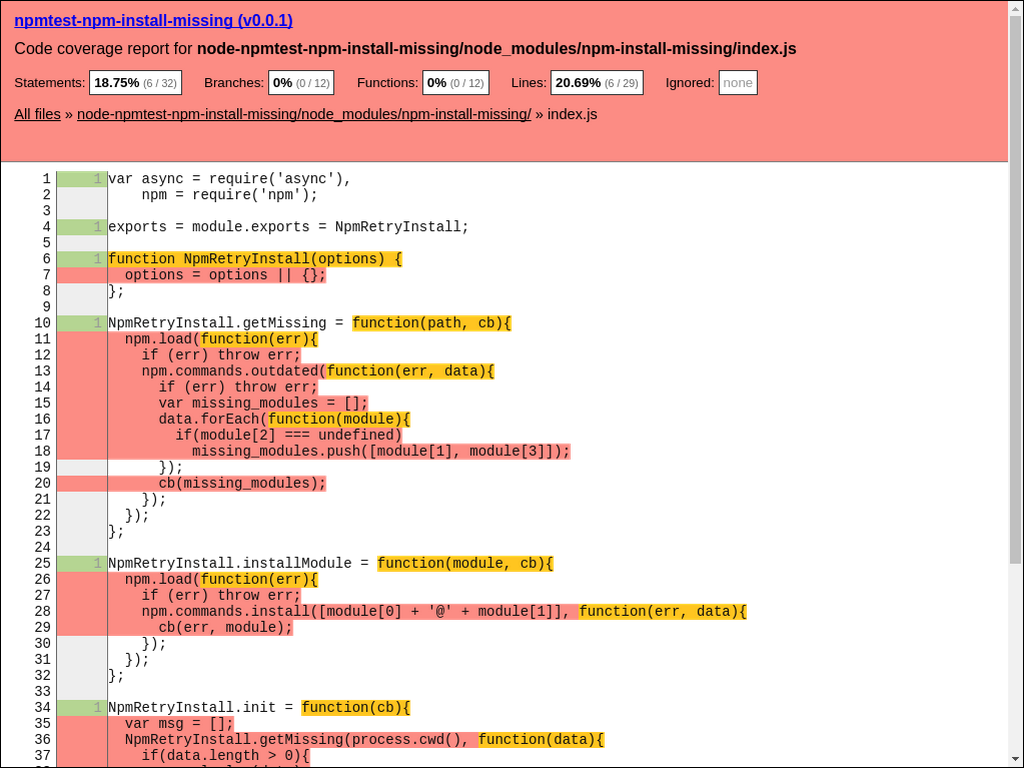 npmtest-npm-install-missing (v0.0.1)
Code coverage report for node-npmtest-npm-install-missing/node_modules/npm-install-missing/index.js
Statements: 18.75% (6 / 32) Branches: 0% (0 / 12) Functions: 0% (0 / 12) Lines: 20.69% (6 / 29) Ignored: none
All files » node-npmtest-npm-install-missing/node_modules/npm-install-missing/ » index.js
1 1 var async = require('async'),
2 npm = require('npm');
3
4 1 exports = module.exports = NpmRetryInstall;
5
6 1 function NpmRetryInstall(options) {
7 options = options || {};
8 };
9
10 1 NpmRetryInstall.getMissing = function(path, cb){
11 npm.load(function(err){
12 if (err) throw err;
13 npm.commands.outdated(function(err, data){
14 if (err) throw err;
15 var missing_modules = [];
16 data.forEach(function(module){
17 if(module[2] === undefined)
18 missing_modules.push([module[1], module[3]]);
19 });
20 cb(missing_modules);
21 });
22 });
23 };
24
25 1 NpmRetryInstall.installModule = function(module, cb){
26 npm.load(function(err){
27 if (err) throw err;
28 npm.commands.install([module[0] + '@' + module[1]], function(err, data){
29 cb(err, module);
30 });
31 });
32 };
33
34 1 NpmRetryInstall.init = function(cb){
35 var msg = [];
36 NpmRetryInstall.getMissing(process.cwd(), function(data){
37 if(data.length > 0){